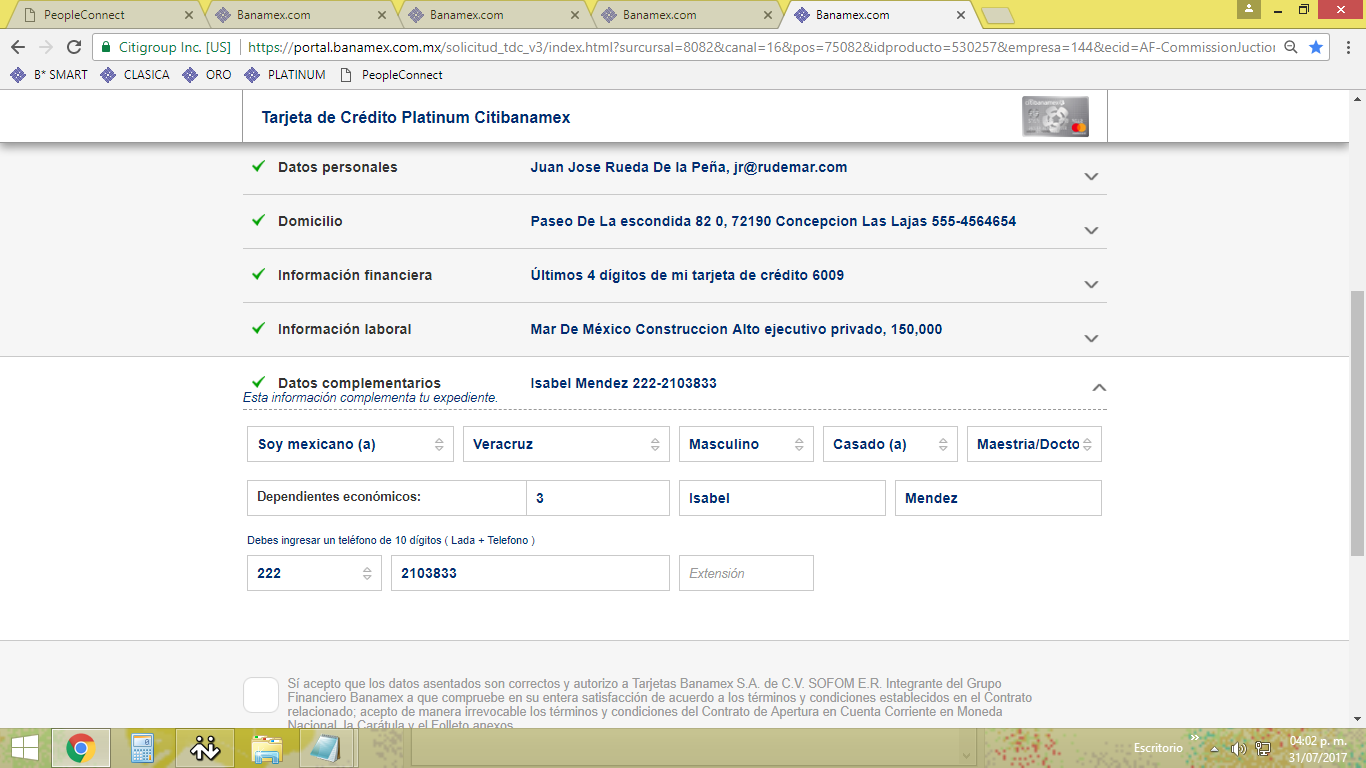 PeopleConnect
Banamex.com
Banamex.com
Banamex.com
Banamex.com
Citigroup Inc. [US]
https://portal.banamex.com.mx/solicitud_tdc_v3/index.html?sursursal=8082&canal=16&pos=75082&idproducto=530257&empresa=144&ecid=AF-CommissionJuctior
B* SMART
CLASICA
ORO
PLATINUM
PeopleConnect
Tarjeta de Crédito Platinum Citibanamex
Datos personales
Juan Jose Rueda De la Peña, jr@rudemar.com
Domicilio
Paseo De La escondida 82 0, 72190 Concepcion Las Lajas 555-4564654
Información financiera
Últimos 4 dígitos de mi tarjeta de crédito 6009
Información laboral
Mar De México Construccion Alto ejecutivo privado, 150,000
Datos complementarios
Isabel Mendez 222-2103833
Esta información complementa tu expediente.
Soy mexicano (a)
Veracruz
Masculino
Casado (a)
Maestria/Docto
Dependientes económicos:
3
Isabel
Mendez
Debes ingresar un teléfono de 10 dígitos ( Lada + Telefono )
222
2103833
Extensión
Sí acepto que los datos asentados son correctos y autorizo a Tarjetas Banamex S.A. de C.V. SOFOM E.R. Integrante del Grupo
Financiero Banamex a que compruebe en su entera satisfacción de acuerdo a los términos y condiciones establecidos en el Contrato
relacionado; acepto de manera irrevocable los términos y condiciones del Contrato de Apertura en Cuenta Corriente en Moneda
Nacional, la Carátula y el Folleto anexos.
Escritorio
04:02 p. m.
31/07/2017